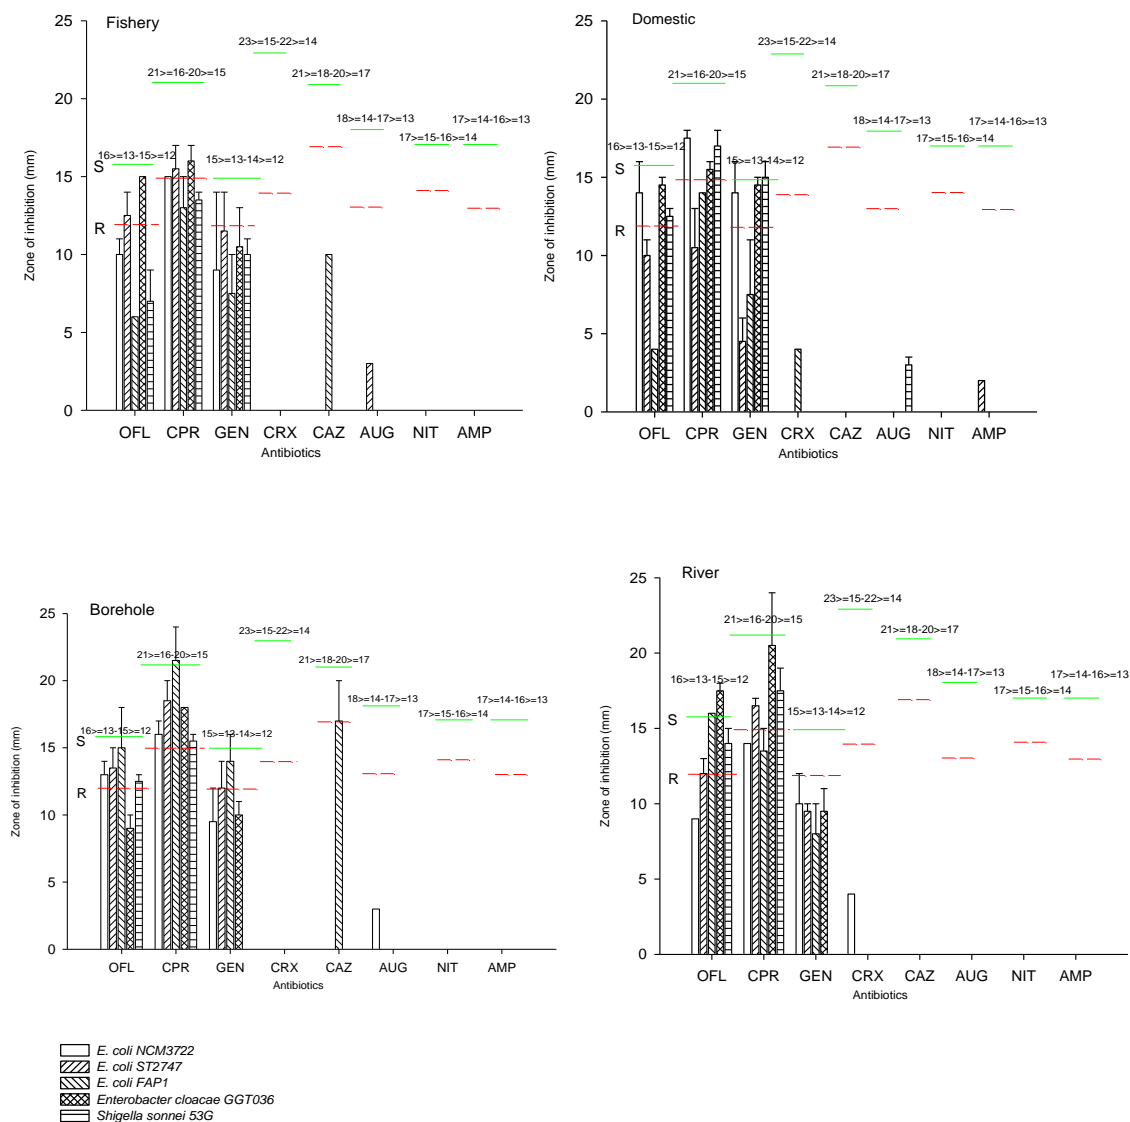 Fishery
25
20
15
10
5
0
Zone of inhibition (mm)
23>=15-22>=14
21>=16-20>=15
21>=18-20>=17
18>=14-17>=13
17>=14-16>=13
17>=15-16>=14
16>=13-15>=12
15>=13-14>=12
S
R
OFL CPR GEN CRX CAZ AUG NIT AMP
Antibiotics
Domestic
25
20
15
10
5
0
Zone of inhibition (mm)
23>=15-22>=14
21>=16-20>=15
21>=18-20>=17
18>=14-17>=13
17>=14-16>=13
17>=15-16>=14
16>=13-15>=12
15>=13-14>=12
S
R
OFL CPR GEN CRX CAZ AUG NIT AMP
Antibiotics
Borehole
25
20
15
10
5
0
Zone of inhibition (mm)
23>=15-22>=14
21>=16-20>=15
21>=18-20>=17
18>=14-17>=13
17>=14-16>=13
17>=15-16>=14
16>=13-15>=12
15>=13-14>=12
S
R
OFL CPR GEN CRX CAZ AUG NIT AMP
Antibiotics
River
25
20
15
10
5
0
Zone of inhibition (mm)
23>=15-22>=14
21>=16-20>=15
21>=18-20>=17
18>=14-17>=13
17>=14-16>=13
17>=15-16>=14
16>=13-15>=12
15>=13-14>=12
S
R
OFL CPR GEN CRX CAZ AUG NIT AMP
Antibiotics
E. coli NCM3722
E. coli ST2747
E. coli FAP1
Enterobacter cloacae GGT036
Shigella sonnei 53G